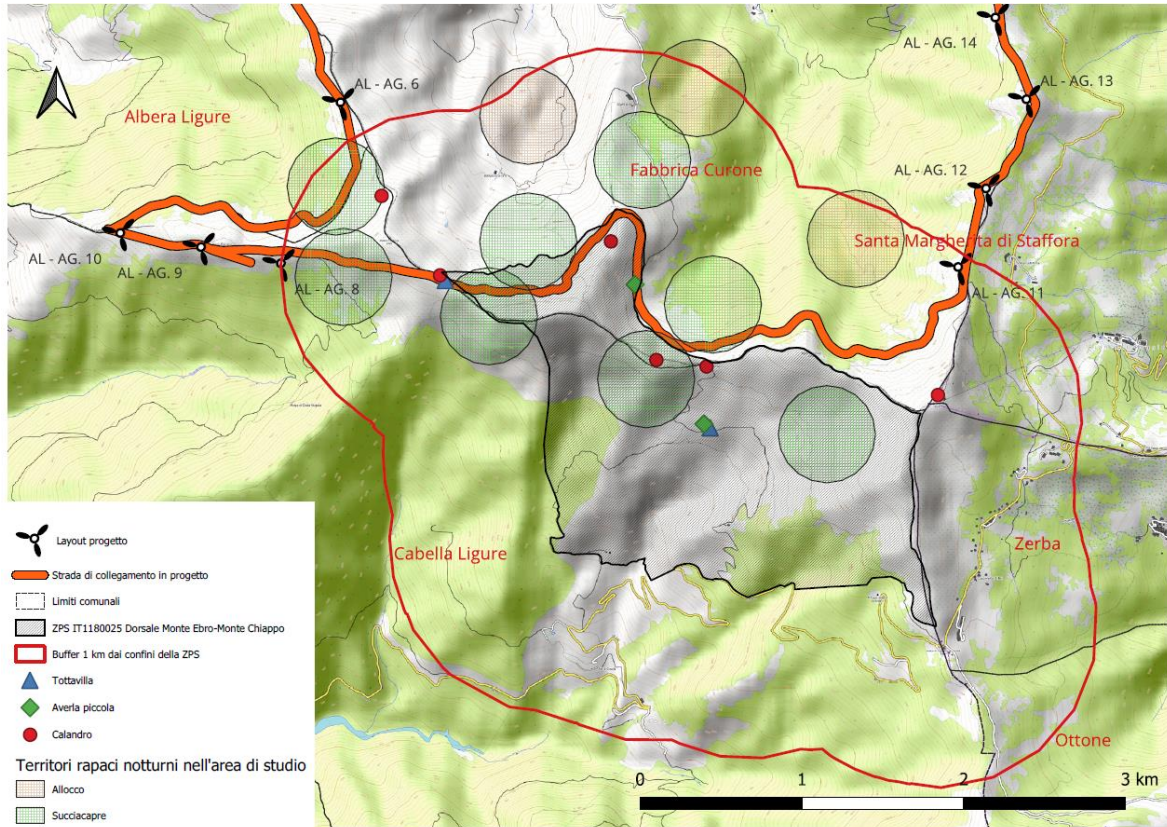 AL - AG. 14
AL - AG. 6
AL - AG. 13
Albera Ligure
AL - AG. 12
Fabbrica Curone
Santa Margherita di Staffora
AL - AG. 10
AL - AG. 9
AL - AG. 8
AL - AG. 11
Cabella Ligure
Zerba
Ottone
Layout progetto
Strada di collegamento in progetto
Limiti comunali
ZPS IT1180025 Dorsale Monte Ebro-Monte Chiappo
Buffer 1 km dai confini della ZPS
Tottavilla
Averla piccola
Calandro
Territori rapaci notturni nell'area di studio
Allocco
Succiacapre
0 1 2 3 km